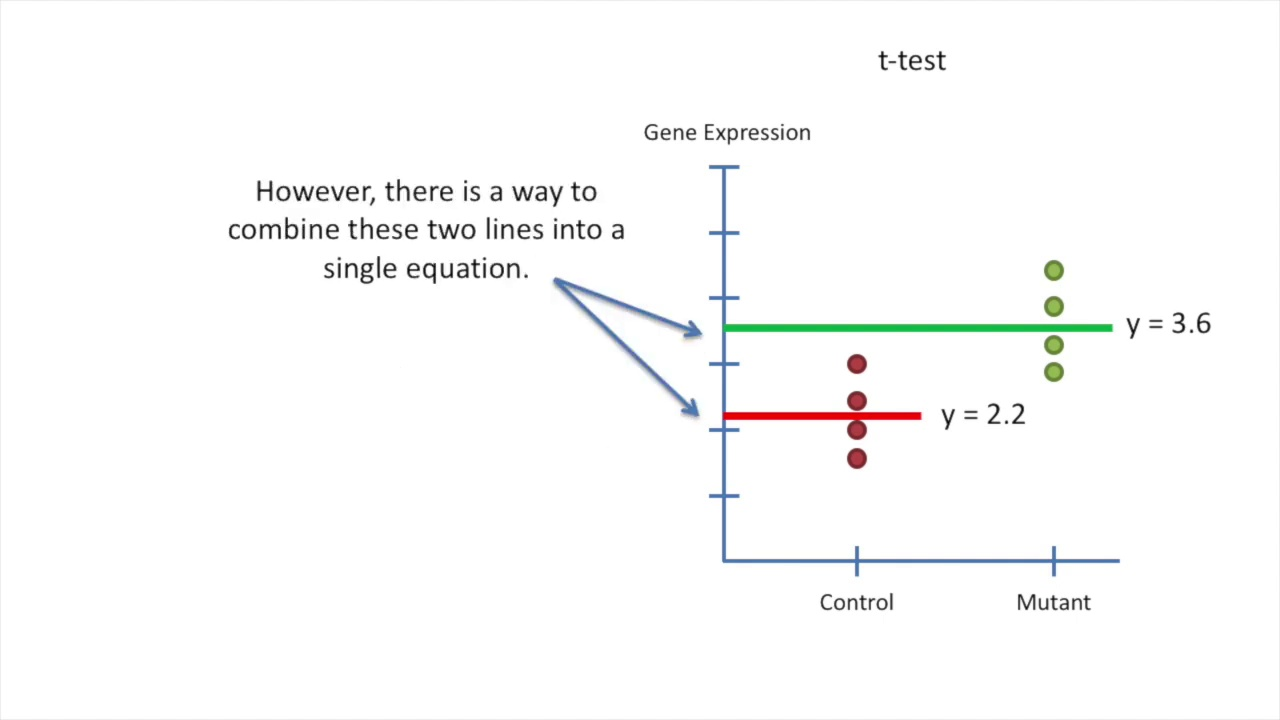 t-test
Gene Expression
However, there is a way to
combine these two lines into a
single equation.
y = 3.6
y = 2.2
Control
Mutant